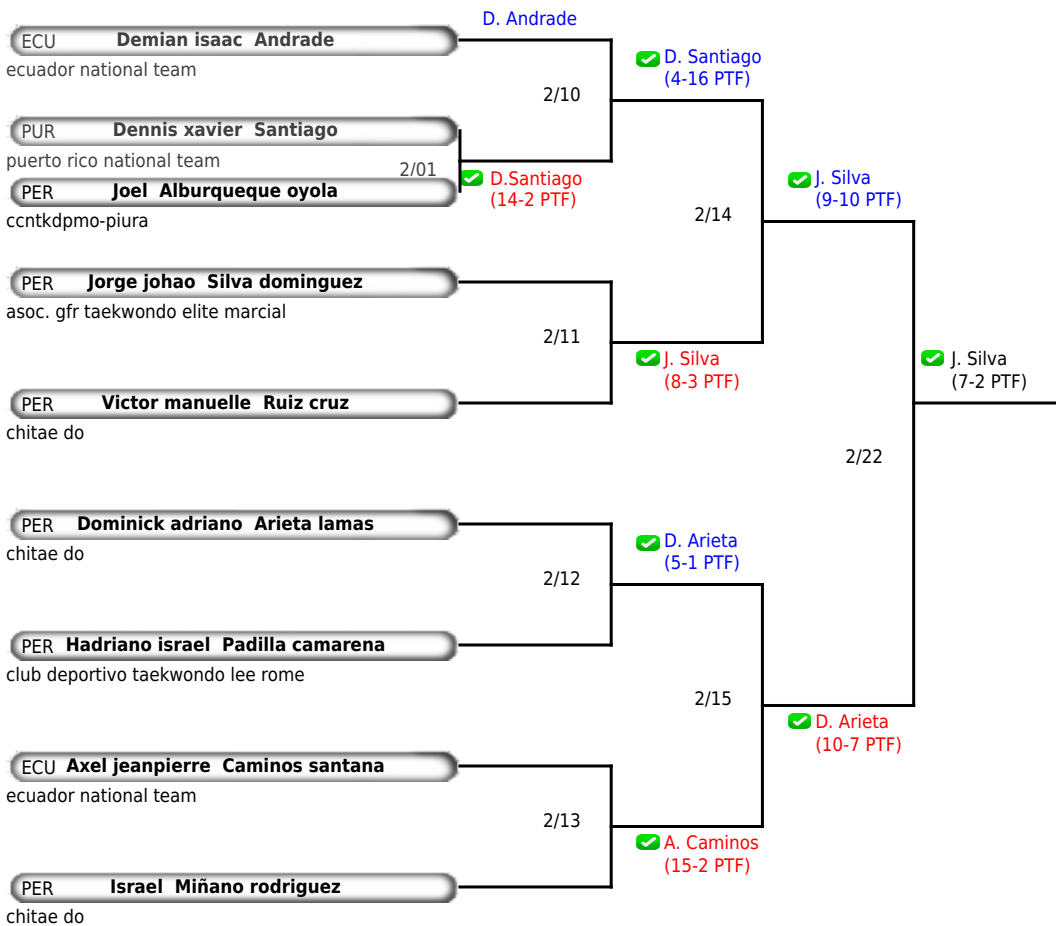 D. Andrade
ECU Demian isaac Andrade
ecuador national team
D. Santiago
(4-16 PTF)
2/10
PUR Dennis xavier Santiago
puerto rico national team
2/01
PER Joel Alburqueque oyola
ccntkdpmo-piura
D.Santiago
(14-2 PTF)
J. Silva
(9-10 PTF)
2/14
PER Jorge johao Silva dominguez
asoc. gfr taekwondo elite marcial
2/11
J. Silva
(8-3 PTF)
J. Silva
(7-2 PTF)
PER Victor manuelle Ruiz cruz
chitae do
2/22
PER Dominick adriano Arieta lamas
chitae do
D. Arieta
(5-1 PTF)
2/12
PER Hadriano israel Padilla camarena
club deportivo taekwondo lee rome
2/15
D. Arieta
(10-7 PTF)
ECU Axel jeanpierre Caminos santana
ecuador national team
2/13
A. Caminos
(15-2 PTF)
PER Israel Miñano rodriguez
chitae do